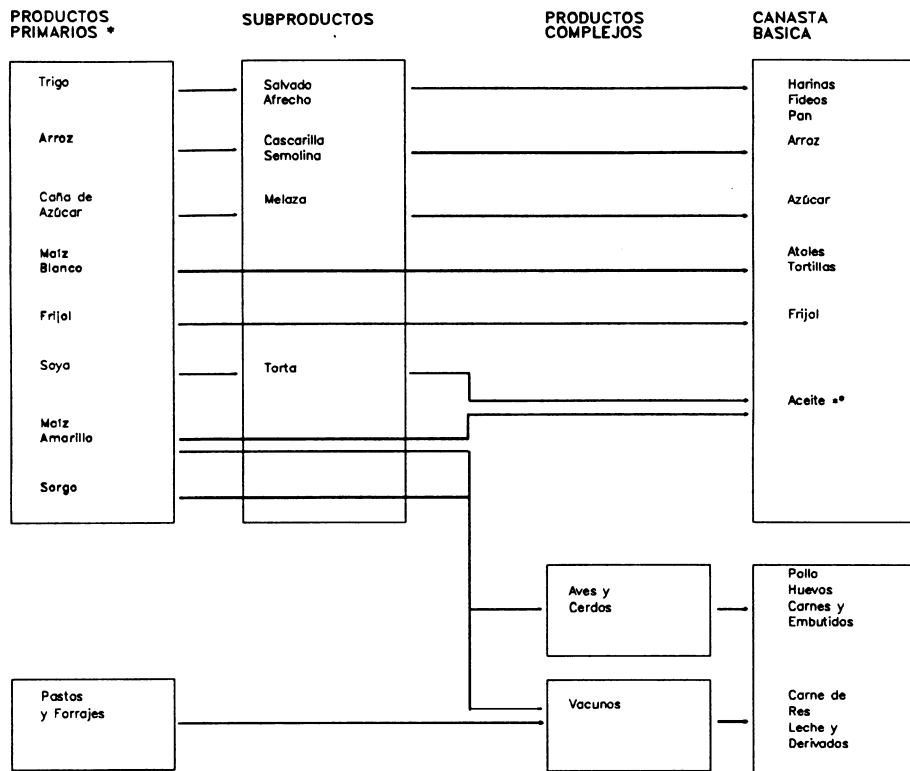 PRODUCTOS
PRIMARIOS *
SUBPRODUCTOS
PRODUCTOS
COMPLEJOS
CANASTA
BASICA
Trigo
Salvado
Afrecho
Harinas
Fideos
Pan
Arroz
Cascarilla
Semolina
Arroz
Caña de
Azúcar
Melaza
Azúcar
Maíz
Blanco
Atoles
Tortillas
Frijol
Frijol
Soya
Torta
Aceite **
Maíz
Amarillo
Sorgo
Aves y
Cerdos
Pollo
Huevos
Carnes y
Embutidos
Pastos
y Forrajes
Vacunos
Carne de
Res
Leche y
Derivados